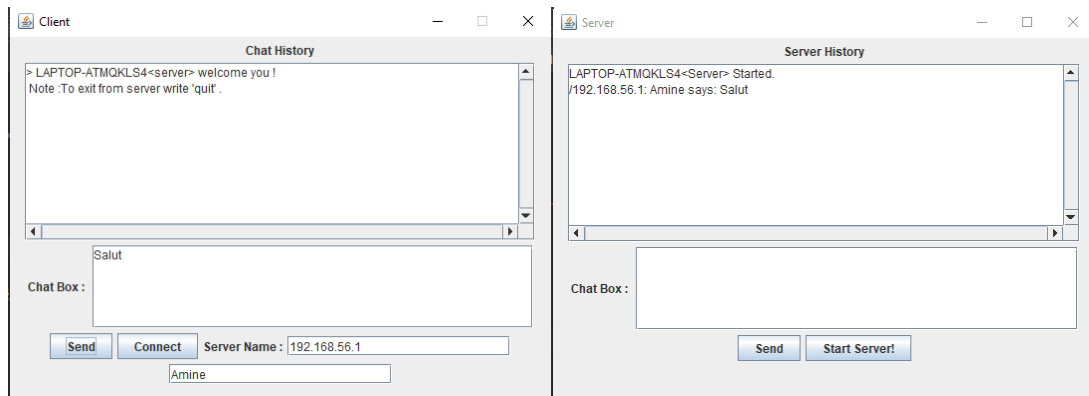 Client
Chat History
> LAPTOP-ATMQKLS4<server> welcome you !
Note :To exit from server write 'quit' .
Chat Box :
Salut
Send
Connect
Server Name :
192.168.56.1
Amine
Server
Server History
LAPTOP-ATMQKLS4<Server> Started.
/192.168.56.1: Amine says: Salut
Chat Box :
Send
Start Server!